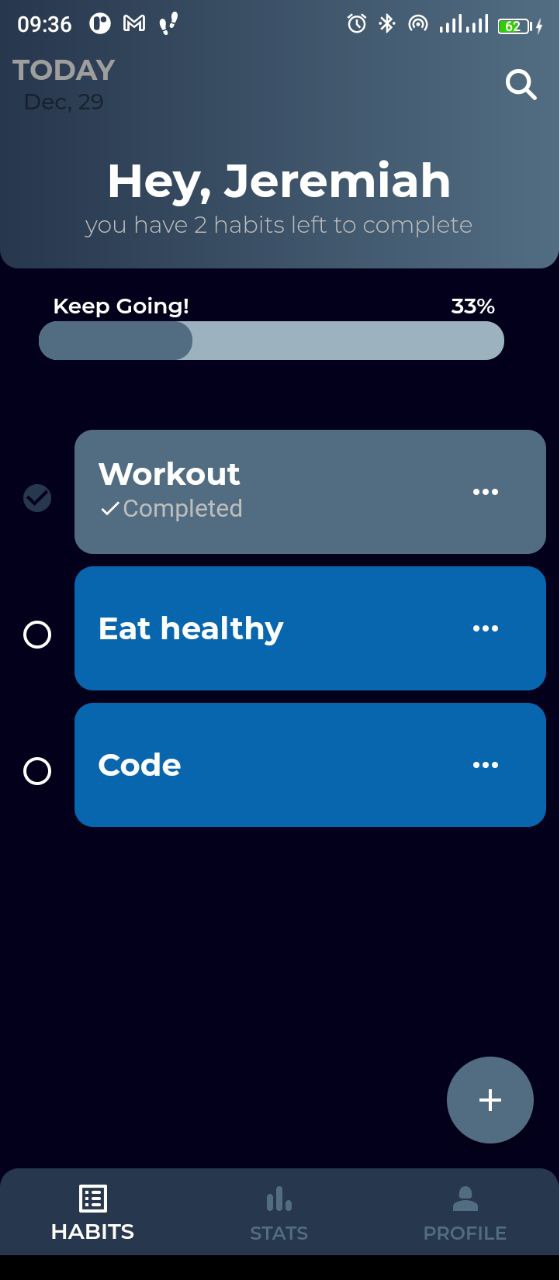 09:36
62
TODAY
Dec, 29
Hey, Jeremiah
you have 2 habits left to complete
Keep Going! 33%
Workout
Completed
Eat healthy
Code
HABITS STATS PROFILE